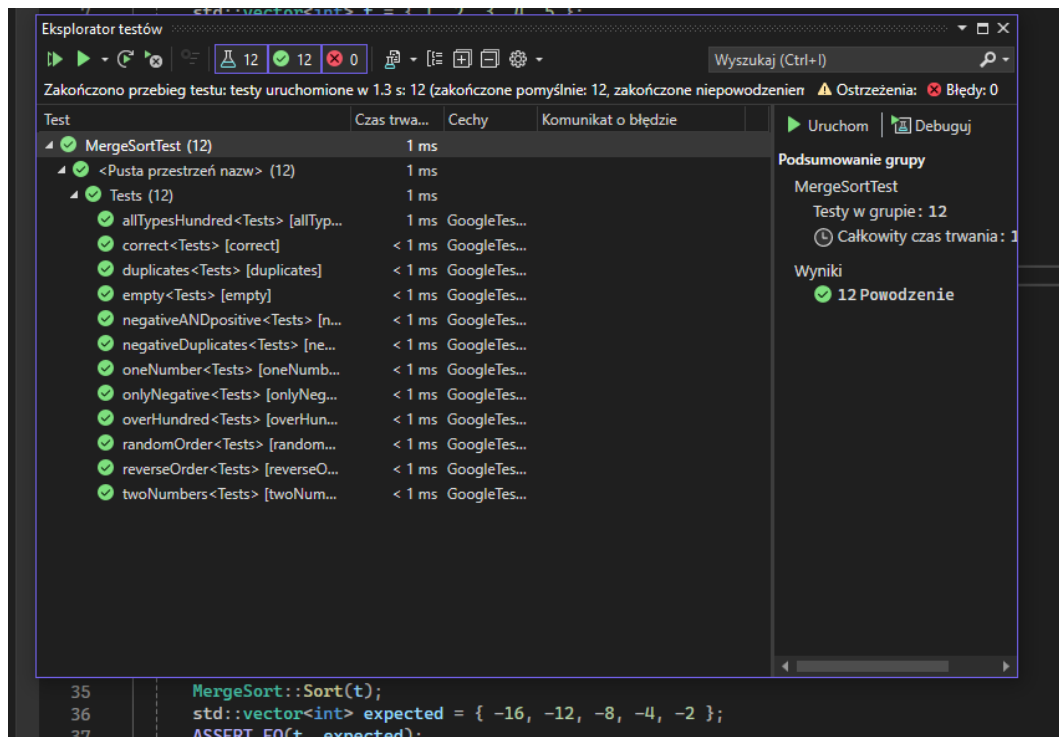 std::vector<int> t = { 1, 2, 3, 4, 5 };
Eksplorator testów
12 12 0
Wyszukaj (Ctrl+I)
Zakończono przebieg testu: testy uruchomione w 1.3 s: 12 (zakończone pomyślnie: 12, zakończone niepowodzeniem Ostrzeżenia: Błędy: 0
Test Czas trwa... Cechy Komunikat o błędzie
MergeSortTest (12) 1 ms
<Pusta przestrzeń nazw> (12) 1 ms
Tests (12) 1 ms
allTypesHundred<Tests> [allTyp... 1 ms GoogleTes...
correct<Tests> [correct] < 1 ms GoogleTes...
duplicates<Tests> [duplicates] < 1 ms GoogleTes...
empty<Tests> [empty] < 1 ms GoogleTes...
negativeANDpositive<Tests> [n... < 1 ms GoogleTes...
negativeDuplicates<Tests> [ne... < 1 ms GoogleTes...
oneNumber<Tests> [oneNumb... < 1 ms GoogleTes...
onlyNegative<Tests> [onlyNeg... < 1 ms GoogleTes...
overHundred<Tests> [overHun... < 1 ms GoogleTes...
randomOrder<Tests> [random... < 1 ms GoogleTes...
reverseOrder<Tests> [reverseO... < 1 ms GoogleTes...
twoNumbers<Tests> [twoNum... < 1 ms GoogleTes...
Uruchom Debuguj
Podsumowanie grupy
MergeSortTest
Testy w grupie: 12
Całkowity czas trwania: 1
Wyniki
12 Powodzenie
35 MergeSort::Sort(t);
36 std::vector<int> expected = { -16, -12, -8, -4, -2 };
37 ASSERT_EQ(t, expected);